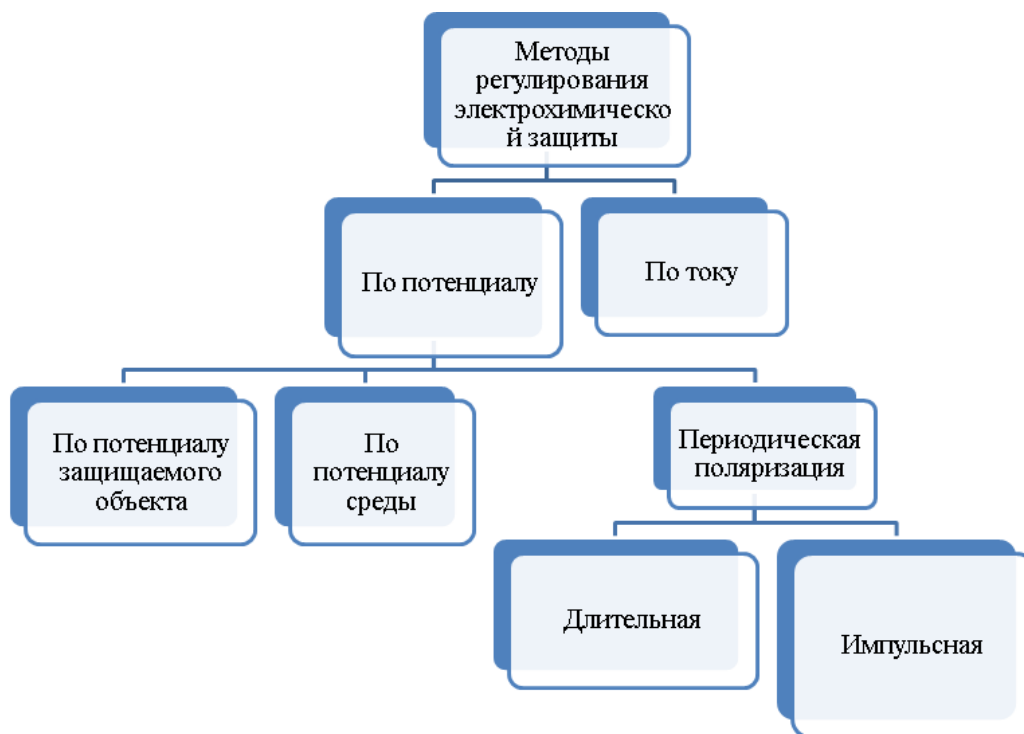 Методы
регулирования
электрохимическо
й защиты
По потенциалу
По току
По потенциалу
защищаемого
объекта
По
потенциалу
среды
Периодическая
поляризация
Длительная
Импульсная